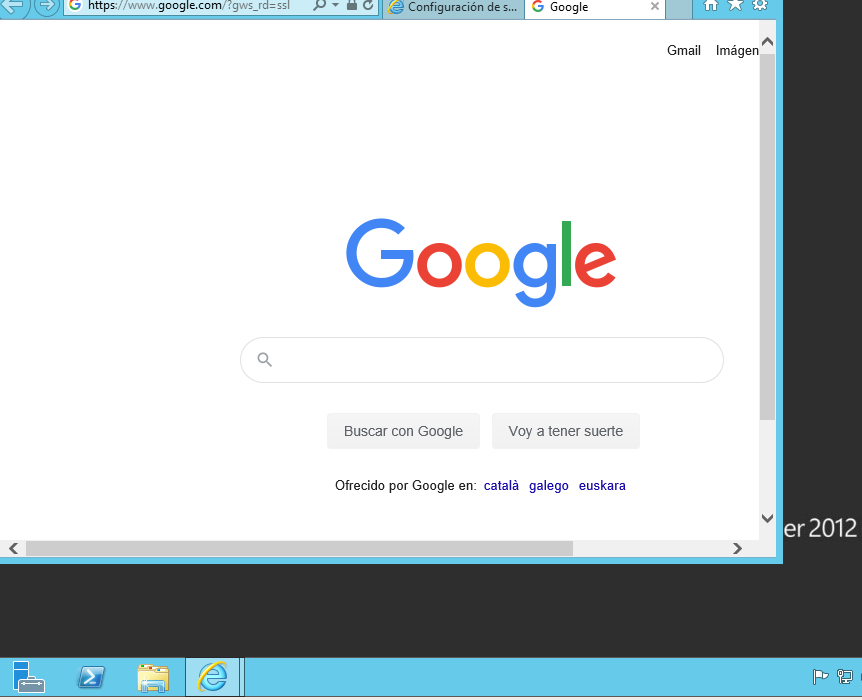 https://www.google.com/?gws_rd=ssl
Configuración de s...
Google
Gmail Imágen
Google
Buscar con Google
Voy a tener suerte
Ofrecido por Google en: català galego euskara
er 2012